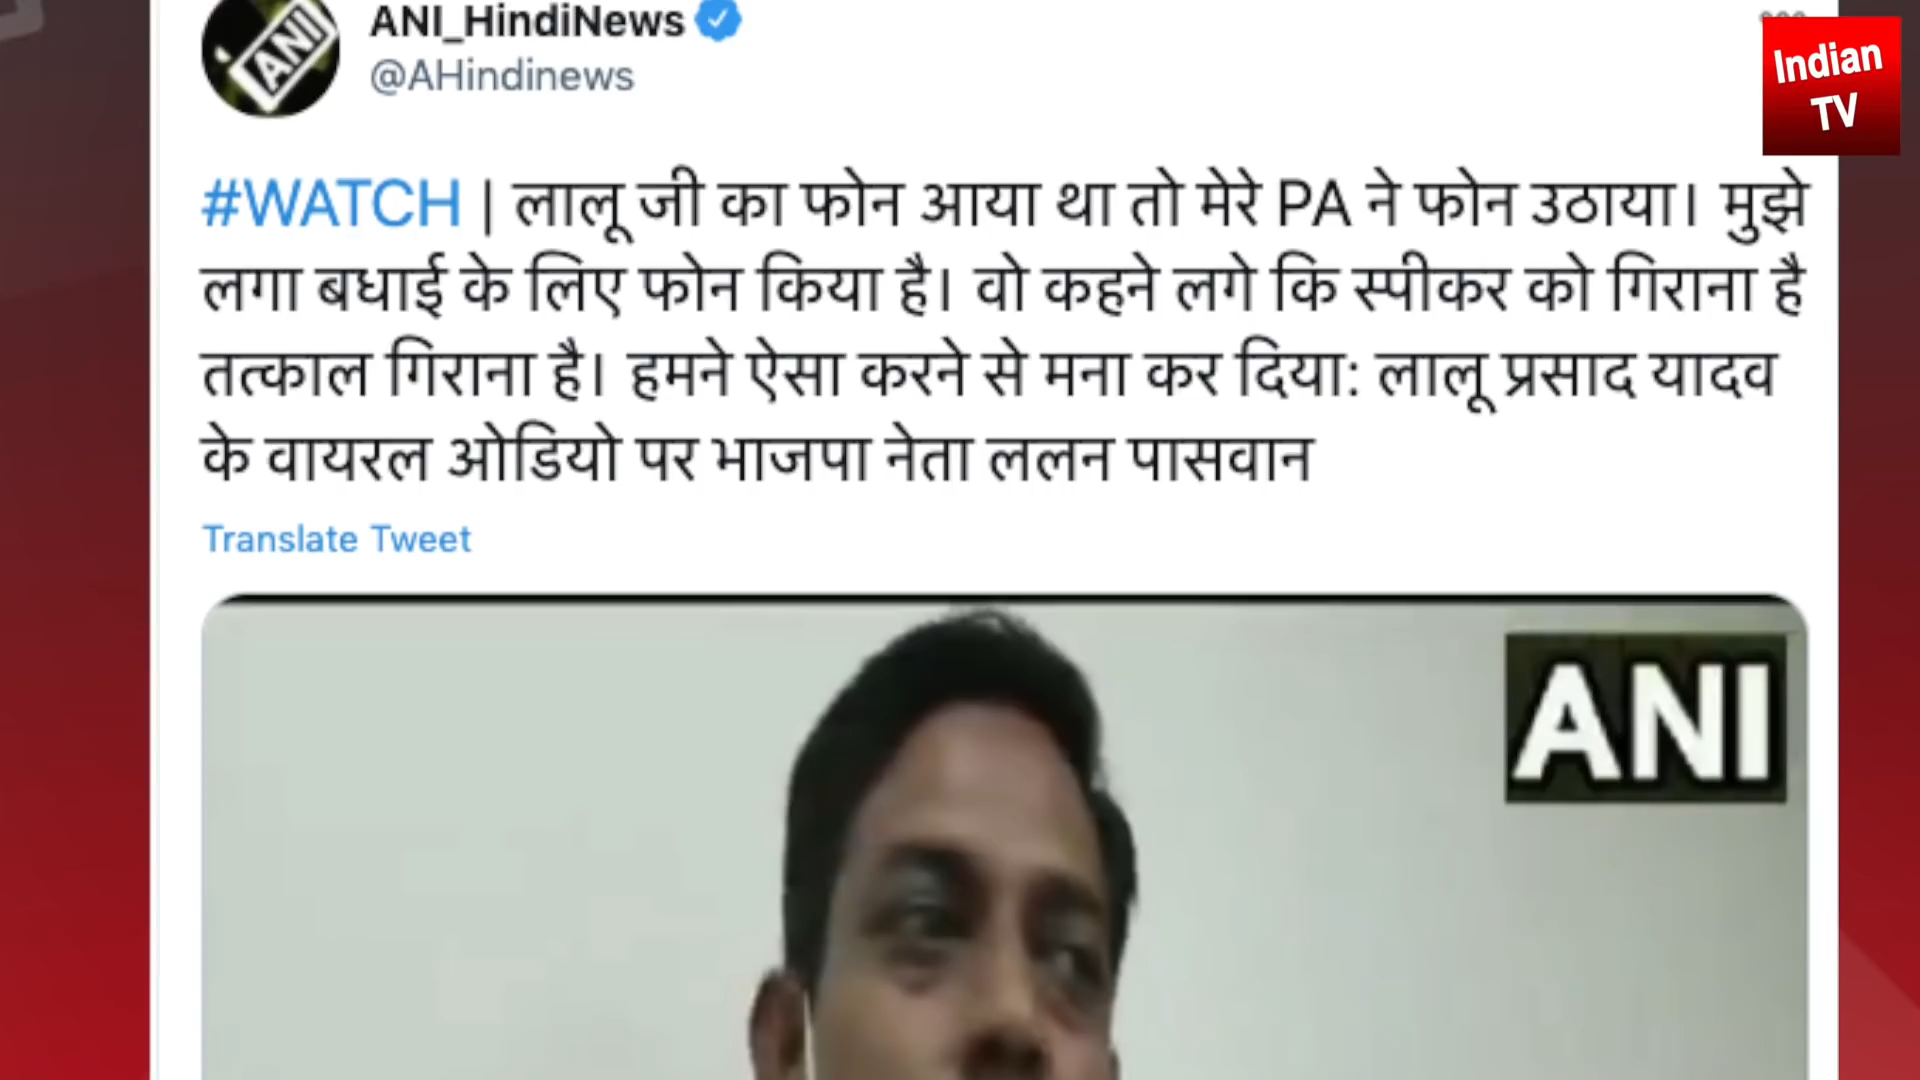 ANI
ANI_HindiNews
@AHindinews
Indian
TV
#WATCH | लालू जी का फोन आया था तो मेरे PA ने फोन उठाया। मुझे
लगा बधाई के लिए फोन किया है। वो कहने लगे कि स्पीकर को गिराना है
तत्काल गिराना है। हमने ऐसा करने से मना कर दिया: लालू प्रसाद यादव
के वायरल ओडियो पर भाजपा नेता ललन पासवान
Translate Tweet
ANI